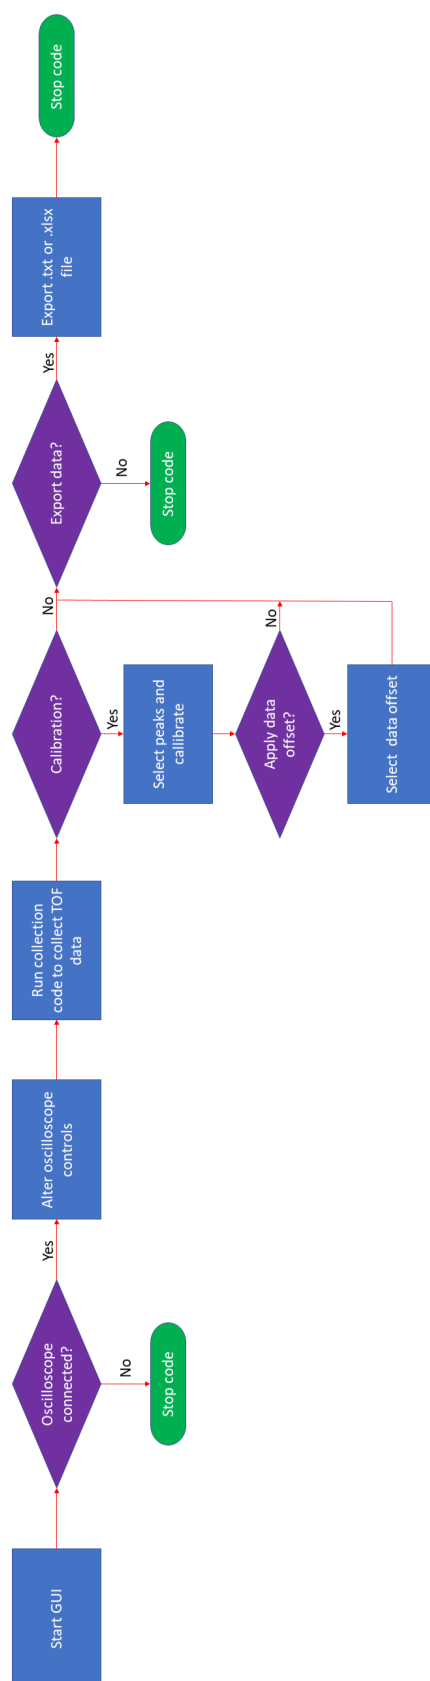 Start GUI
Oscilloscope
connected?
No
Stop code
Yes
Alter oscilloscope
controls
Run collection
code to collect TOF
data
Calibration?
Yes
Select peaks and
callibrate
Apply data
offset?
Yes
Select  data offset
No
No
Export data?
No
Stop code
Yes
Export .txt or .xlsx
file
Stop code